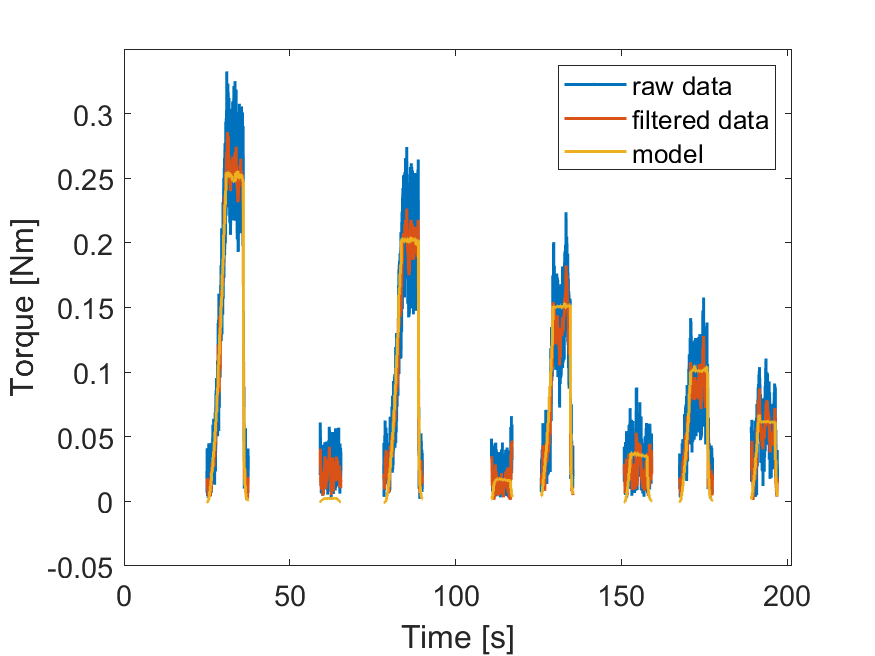 raw data
filtered data
model
0.3
0.25
0.2
0.15
0.1
0.05
0
-0.05
Torque [Nm]
0 50 100 150 200
Time [s]